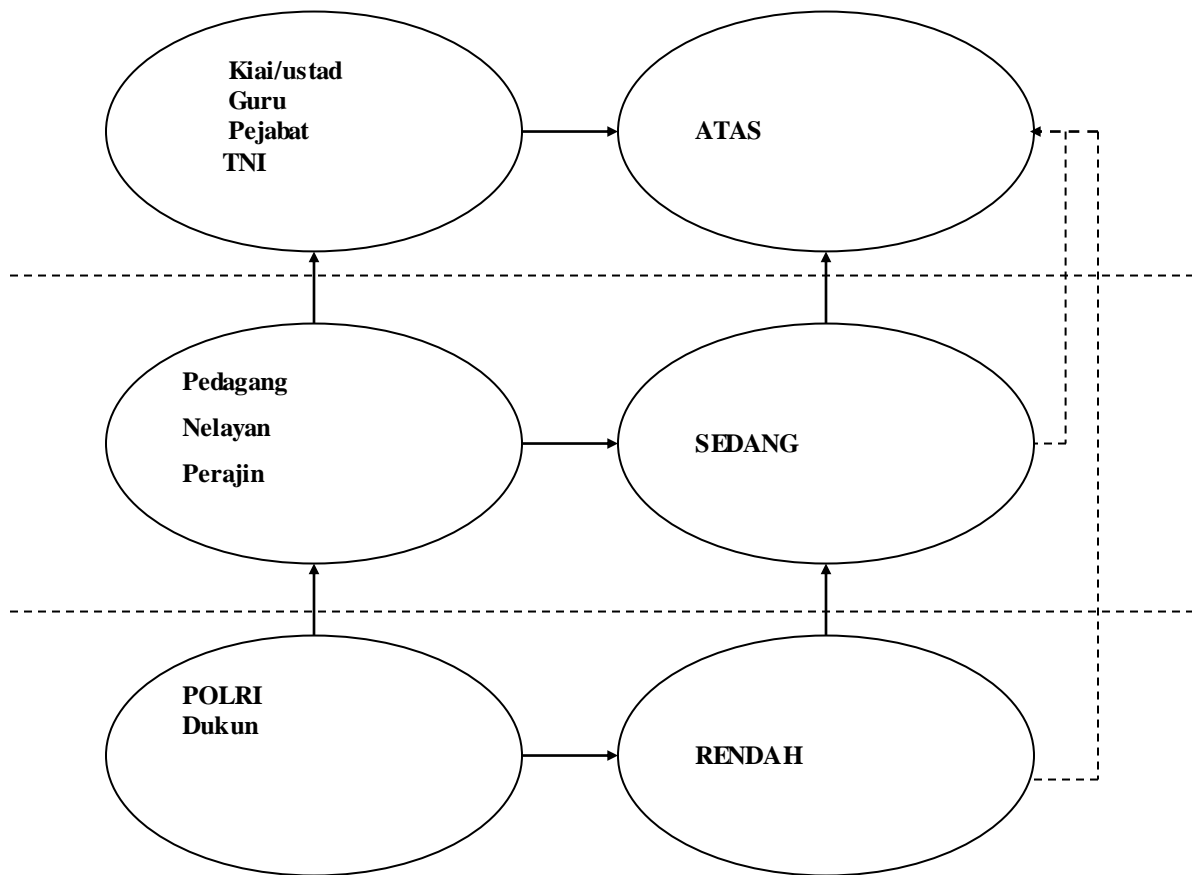 Kiai/ustad
Guru
Pejabat
TNI
ATAS
Pedagang
Nelayan
Perajin
SEDANG
POLRI
Dukun
RENDAH